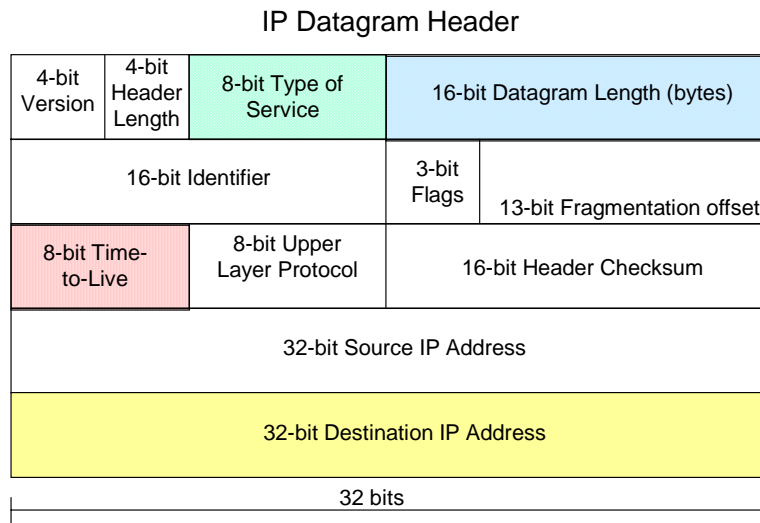 IP Datagram Header
4-bit
Version
4-bit
Header
Length
8-bit Type of
Service
16-bit Datagram Length (bytes)
16-bit Identifier
3-bit
Flags
13-bit Fragmentation offset
8-bit Time-
to-Live
8-bit Upper
Layer Protocol
16-bit Header Checksum
32-bit Source IP Address
32-bit Destination IP Address
32 bits